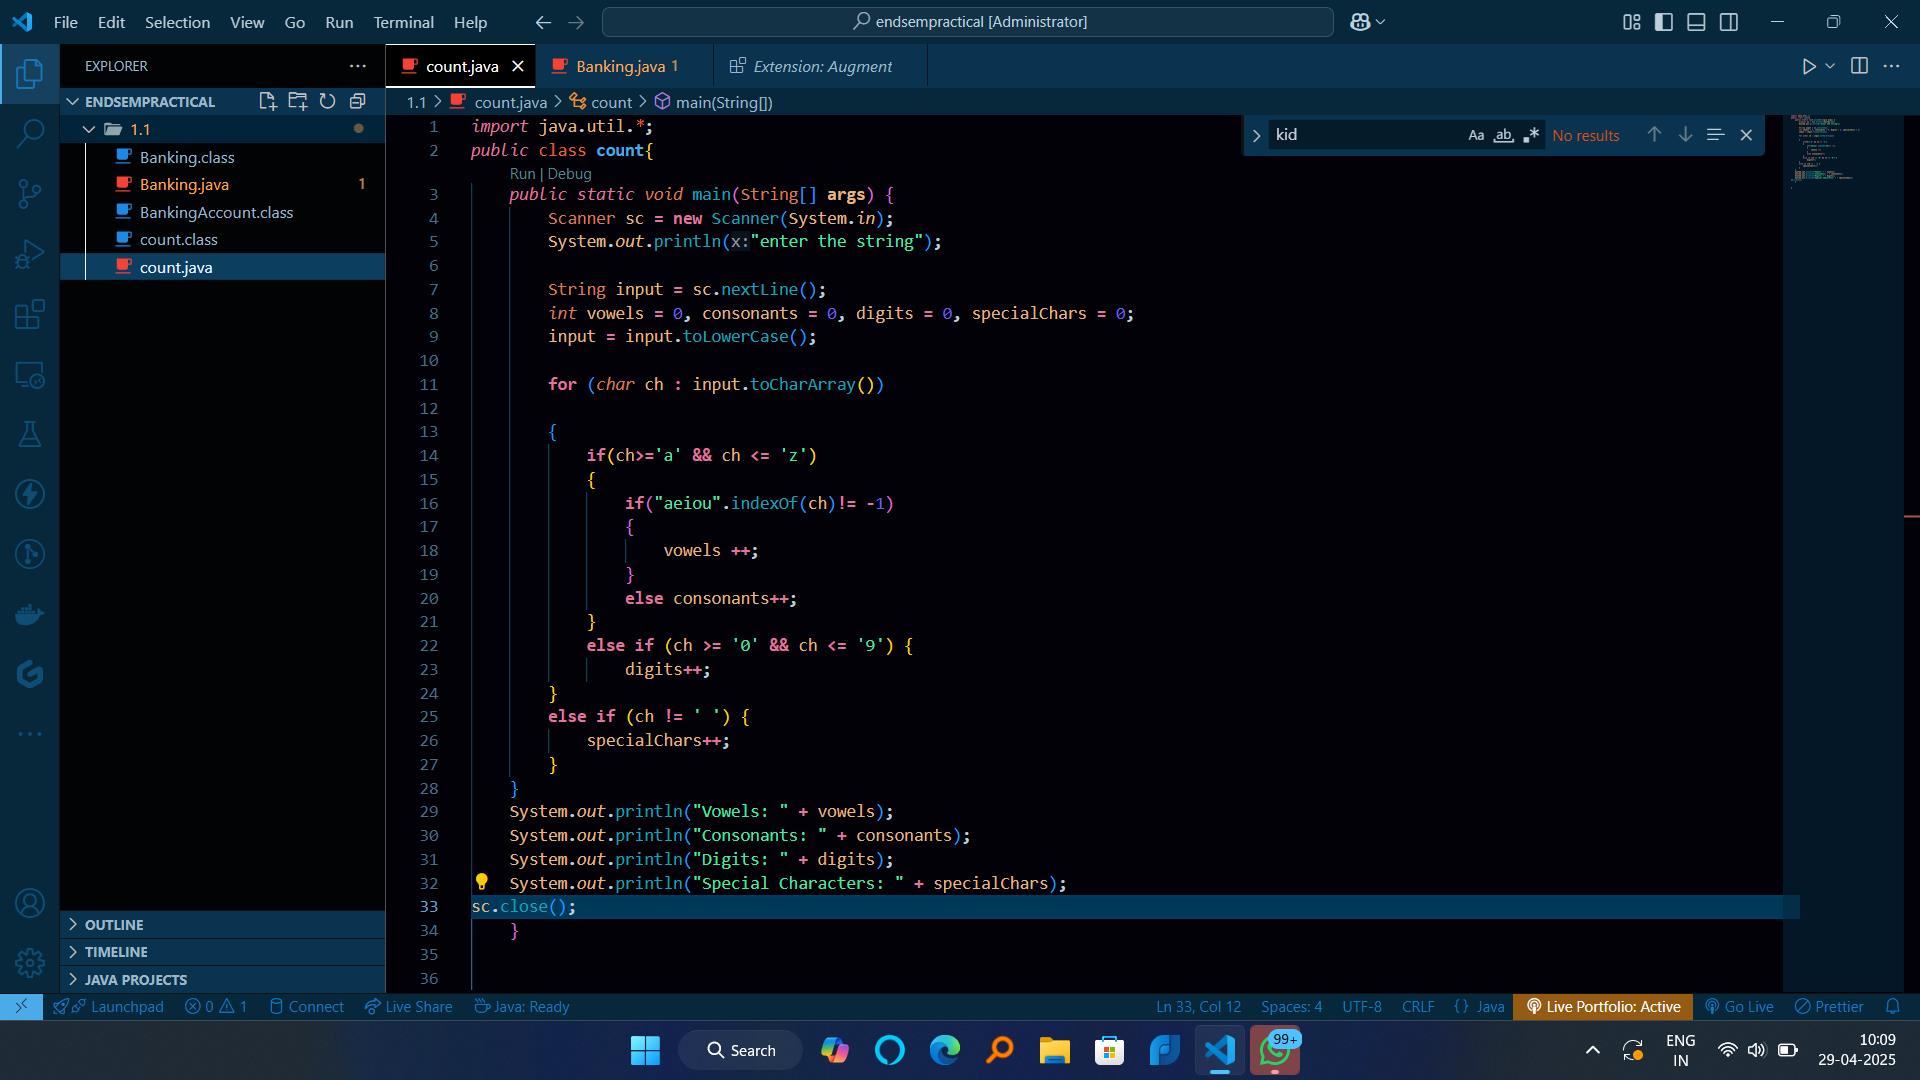 File Edit Selection View Go Run Terminal Help
endsempractical [Administrator]
EXPLORER
count.java
Banking.java 1
Extension: Augment
ENDSEMPRACTICAL
1.1
Banking.class
Banking.java 1
BankingAccount.class
count.class
count.java
1.1 > count.java > count > main(String[])
kid
Aa ab .*
No results
1 import java.util.*;
2 public class count{
Run | Debug
3 public static void main(String[] args) {
4 Scanner sc = new Scanner(System.in);
5 System.out.println(x:"enter the string");
6
7 String input = sc.nextLine();
8 int vowels = 0, consonants = 0, digits = 0, specialChars = 0;
9 input = input.toLowerCase();
10
11 for (char ch : input.toCharArray())
12
13 {
14 if(ch>='a' && ch <= 'z')
15 {
16 if("aeiou".indexOf(ch)!= -1)
17 {
18 vowels ++;
19 }
20 else consonants++;
21 }
22 else if (ch >= '0' && ch <= '9') {
23 digits++;
24 }
25 else if (ch != ' ') {
26 specialChars++;
27 }
28 }
29 System.out.println("Vowels: " + vowels);
30 System.out.println("Consonants: " + consonants);
31 System.out.println("Digits: " + digits);
32 System.out.println("Special Characters: " + specialChars);
33 sc.close();
34 }
35
36
OUTLINE
TIMELINE
JAVA PROJECTS
Launchpad 0 1 Connect Live Share Java: Ready
Ln 33, Col 12 Spaces: 4 UTF-8 CRLF {} Java Live Portfolio: Active Go Live Prettier
Search
99+
ENG
IN
10:09
29-04-2025